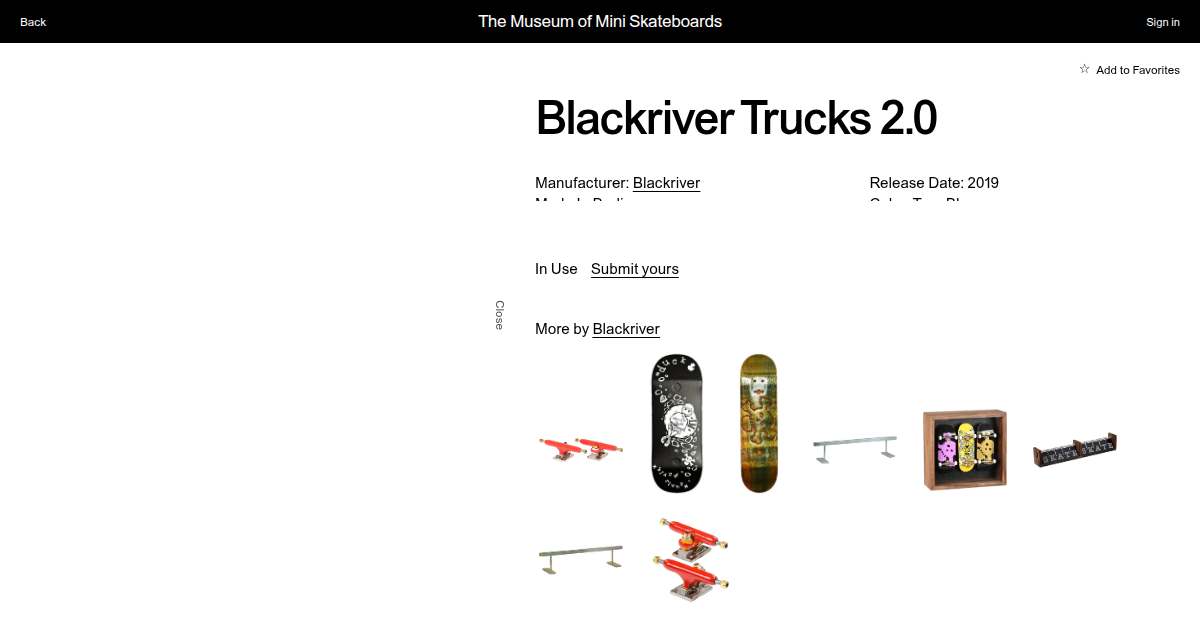 Back
The Museum of Mini Skateboards
Sign in
☆ Add to Favorites
Blackriver Trucks 2.0
Manufacturer: Blackriver
Release Date: 2019
In Use Submit yours
Close
More by Blackriver